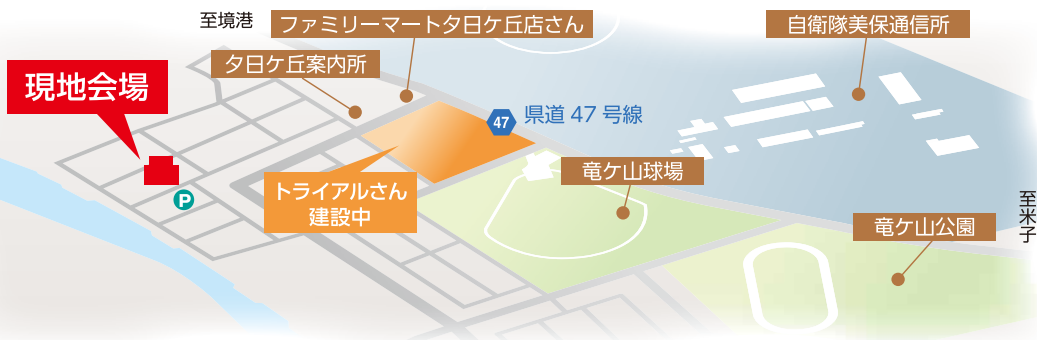 至境港
ファミリーマート夕日ケ丘店さん
自衛隊美保通信所
夕日ケ丘案内所
現地会場
47
県道 47 号線
竜ケ山球場
トライアルさん
建設中
P
至米子
竜ケ山公園